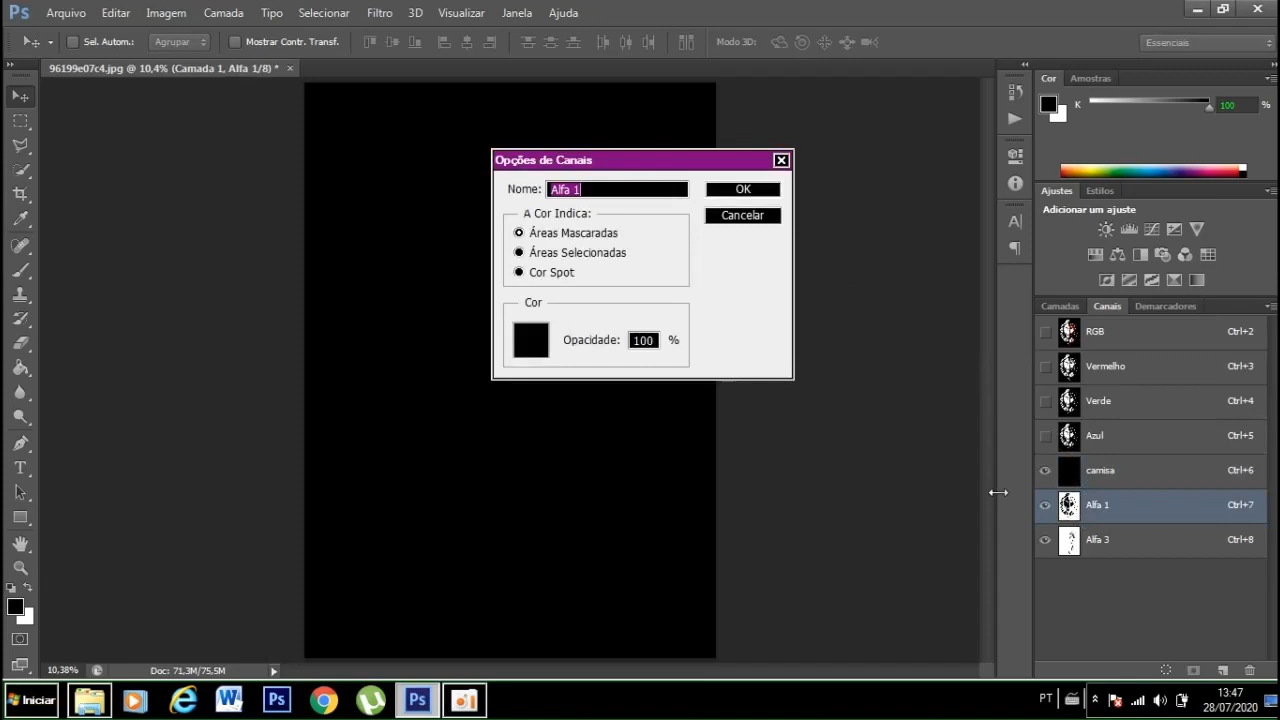 Ps Arquivo Editar Imagem Camada Tipo Selecionar Filtro 3D Visualizar Janela Ajuda
Sel. Autom.: Agrupar Mostrar Contr. Transf. Modo 3D: Essenciais
96199e07c4.jpg @ 10,4% (Camada 1, Alfa 1/8) * ×
Cor Amostras
K 100 %
Opções de Canais
Nome: Alfa 1 OK
A Cor Indica: Cancelar
Áreas Mascaradas
Áreas Selecionadas
Cor Spot
Cor
Opacidade: 100 %
Ajustes Estilos
Adicionar um ajuste
Camadas Canais Demarcadores
RGB Ctrl+2
Vermelho Ctrl+3
Verde Ctrl+4
Azul Ctrl+5
camisa Ctrl+6
Alfa 1 Ctrl+7
Alfa 3 Ctrl+8
10,38% Doc: 71,3M/75,5M
Iniciar W Ps Ps PT 13:47
28/07/2020